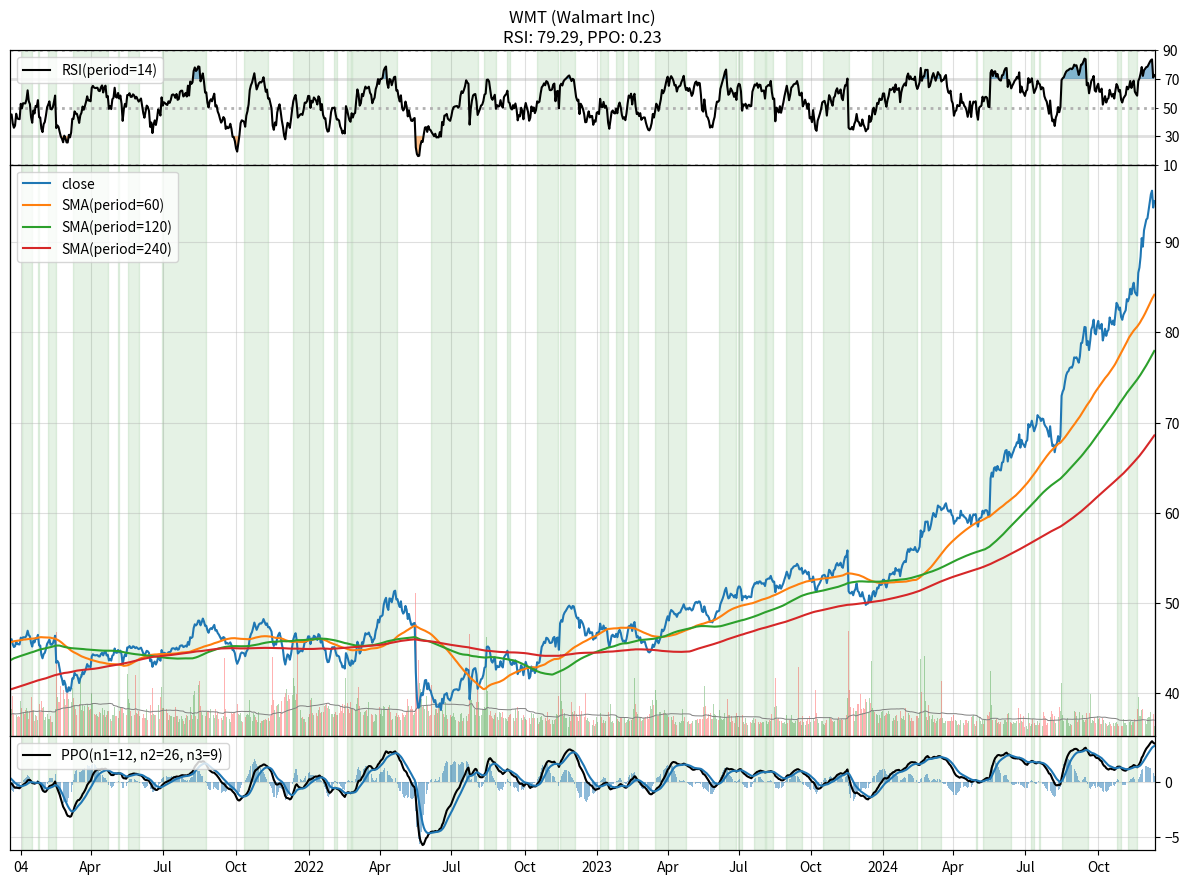 WMT (Walmart Inc)
RSI: 79.29, PPO: 0.23
RSI(period=14)
90
70
50
30
10
close
SMA(period=60)
SMA(period=120)
SMA(period=240)
90
80
70
60
50
40
PPO(n1=12, n2=26, n3=9)
0
−5
04 Apr Jul Oct 2022 Apr Jul Oct 2023 Apr Jul Oct 2024 Apr Jul Oct